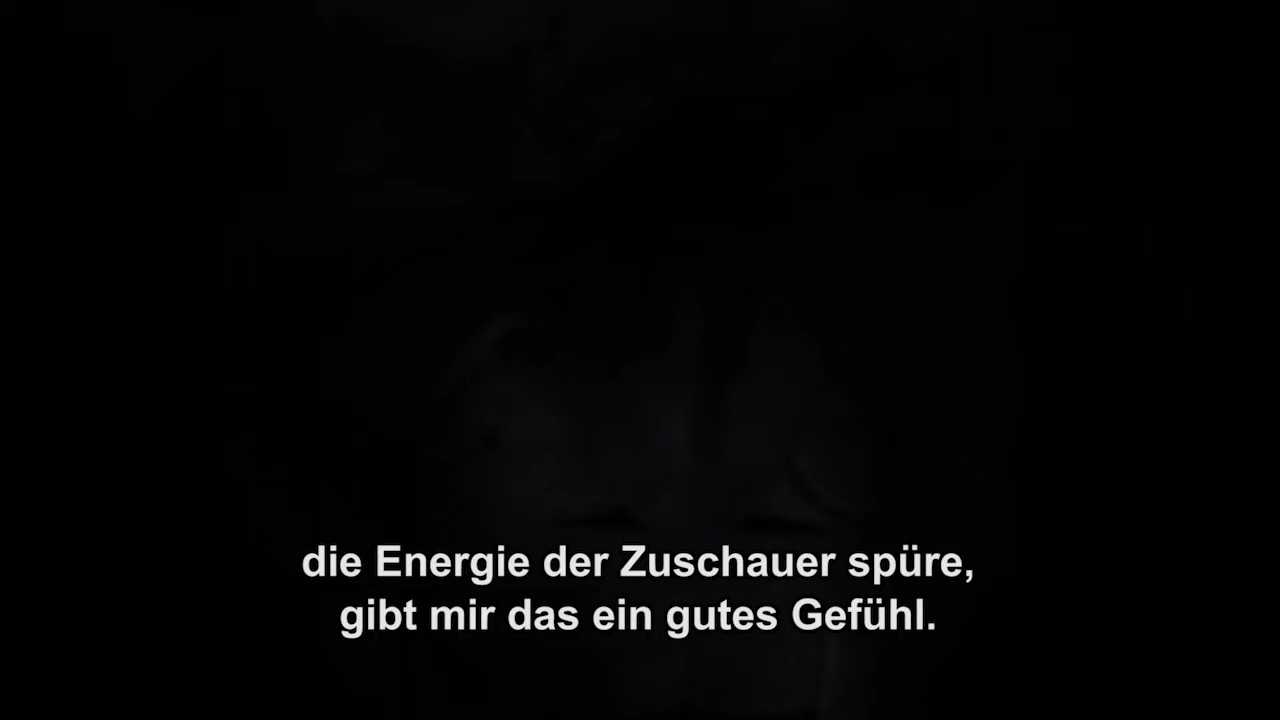 die Energie der Zuschauer spüre,
gibt mir das ein gutes Gefühl.